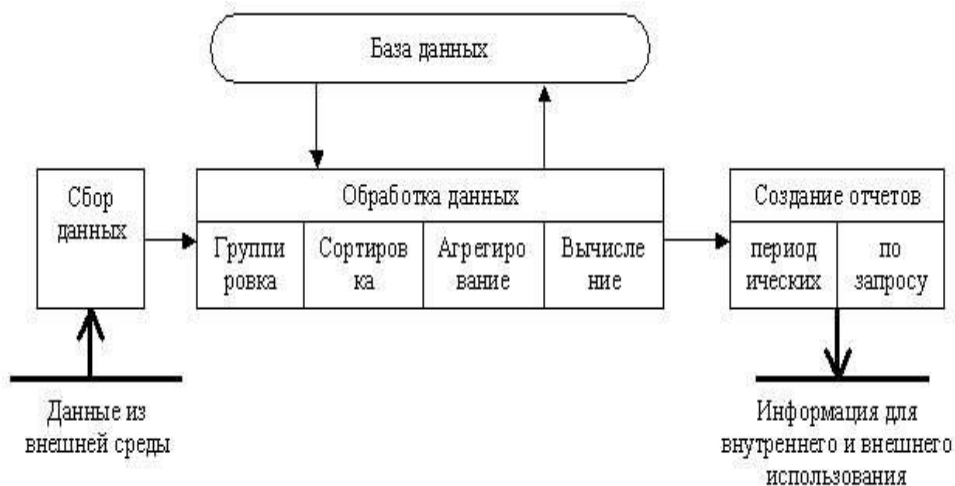 База данных
Сбор
данных
Обработка данных
Группи
ровка
Сортиров
ка
Агрегиро
вание
Вычисле
ние
Создание отчетов
период
ических
по
запросу
Данные из
внешней среды
Информация для
внутреннего и внешнего
использования